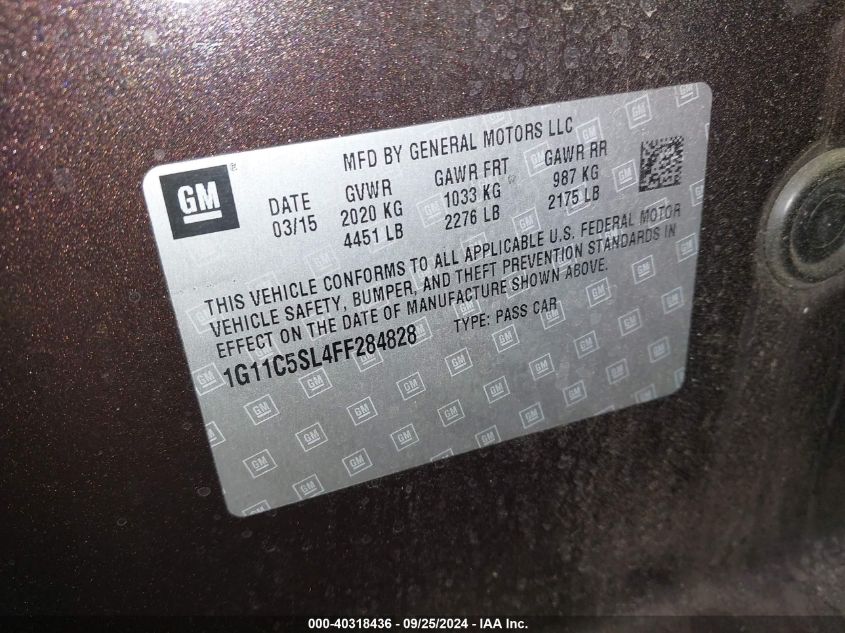 GM
MFD BY GENERAL MOTORS LLC
DATE GVWR GAWR FRT GAWR RR
03/15 2020 KG 1033 KG 987 KG
4451 LB 2276 LB 2175 LB
THIS VEHICLE CONFORMS TO ALL APPLICABLE U.S. FEDERAL MOTOR
VEHICLE SAFETY, BUMPER, AND THEFT PREVENTION STANDARDS IN
EFFECT ON THE DATE OF MANUFACTURE SHOWN ABOVE.
1G11C5SL4FF284828 TYPE: PASS CAR
000-40318436 - 09/25/2024 - IAA Inc.